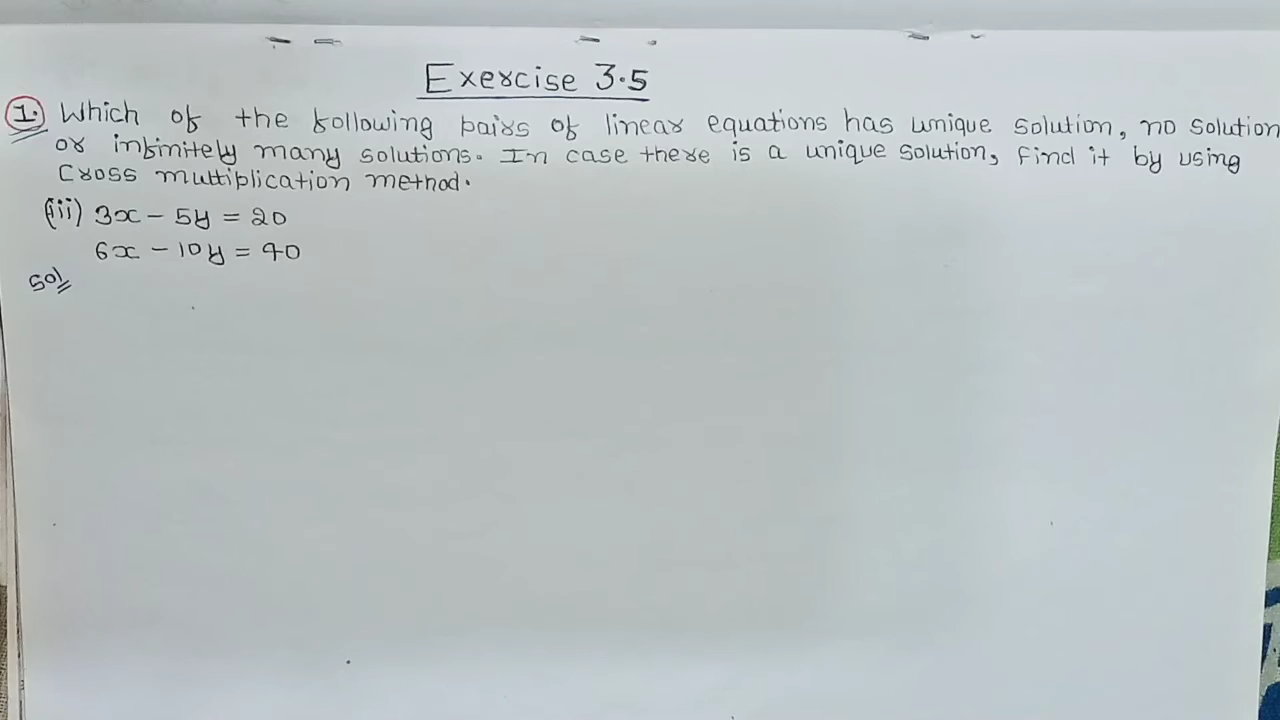 Exercise 3.5
1. Which of the following pairs of linear equations has unique solution, no solution
or infinitely many solutions. In case there is a unique solution, find it by using
Cross multiplication method.
(iii) 3x - 5y = 20
6x - 10y = 40
Sol